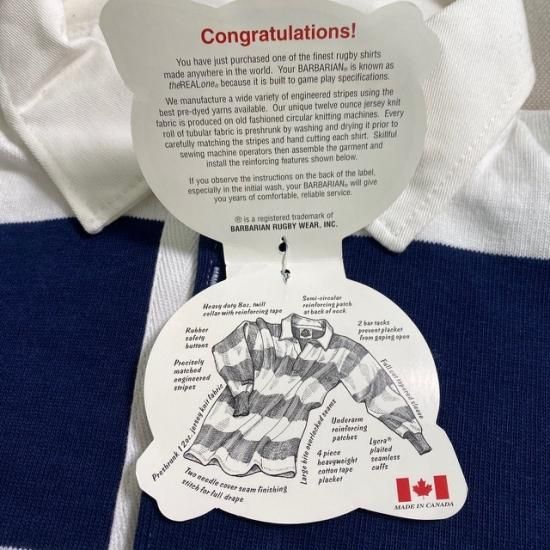 Congratulations!
You have just purchased one of the finest rugby shirts
made anywhere in the world. Your BARBARIAN® is known as
theREALone® because it is built to game play specifications.
We manufacture a wide variety of engineered stripes using the
best pre-dyed yarns available. Our unique twelve ounce jersey knit
fabric is produced on old fashioned circular knitting machines. Every
roll of tubular fabric is preshrunk by washing and drying it prior to
carefully matching the stripes and hand cutting each shirt. Skillful
sewing machine operators then assemble the garment and
install the reinforcing features shown below.
If you observe the instructions on the back of the label,
especially in the initial wash, your BARBARIAN® will give
you years of comfortable, reliable service.
® is a registered trademark of
BARBARIAN RUGBY WEAR, INC.
Heavy duty 8oz. twill
collar with reinforcing tape
Semi-circular
reinforcing patch
at back of neck
Rubber
safety
buttons
2 bar tacks
prevent placket
from gaping open
Precisely
matched
engineered
stripes
Full cut tapered sleeve
Preshrunk 12oz. jersey knit fabric
Large bite overlocked seams
Underarm
reinforcing
patches
4 piece
heavyweight
cotton tape
placket
Lycra®
plaited
seamless
cuffs
Two needle cover seam finishing
stitch for full drape
MADE IN CANADA